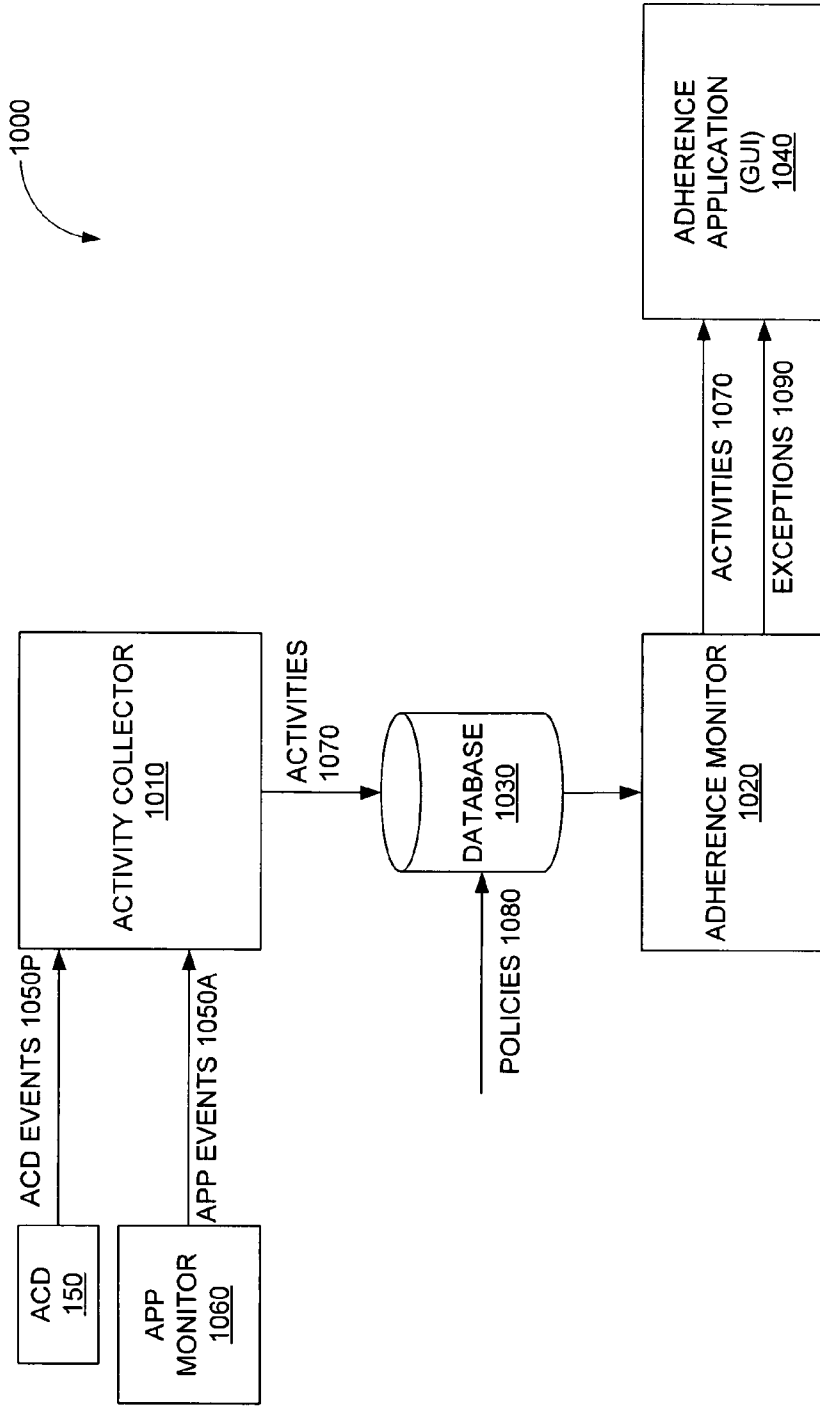 1000
ACD
150
ACD EVENTS 1050P
APP
MONITOR
1060
APP EVENTS 1050A
ACTIVITY COLLECTOR
1010
ACTIVITIES
1070
POLICIES 1080
DATABASE
1030
ADHERENCE MONITOR
1020
ACTIVITIES 1070
EXCEPTIONS 1090
ADHERENCE
APPLICATION
(GUI)
1040